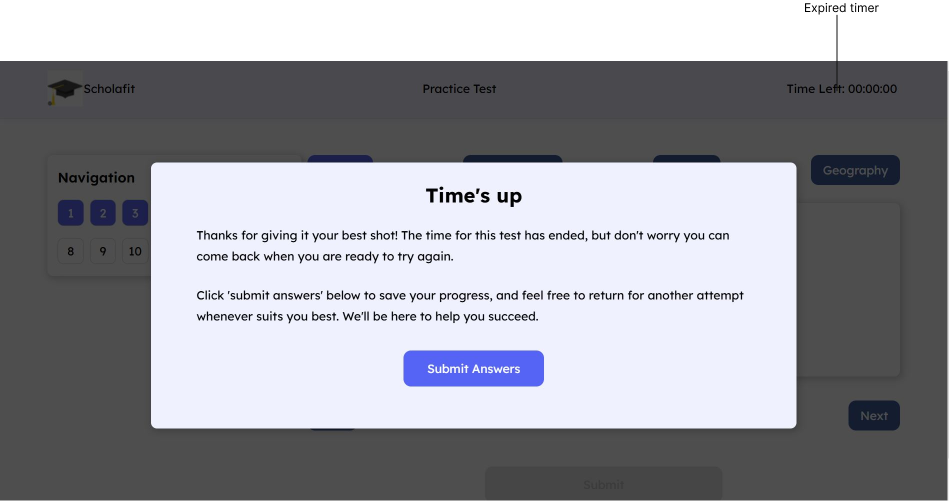 Expired timer
Scholafit
Practice Test
Time Left: 00:00:00
Geography
Navigation
1 2 3
8 9 10
Time's up
Thanks for giving it your best shot! The time for this test has ended, but don't worry you can
come back when you are ready to try again.
Click 'submit answers' below to save your progress, and feel free to return for another attempt
whenever suits you best. We'll be here to help you succeed.
Submit Answers
Next
Submit